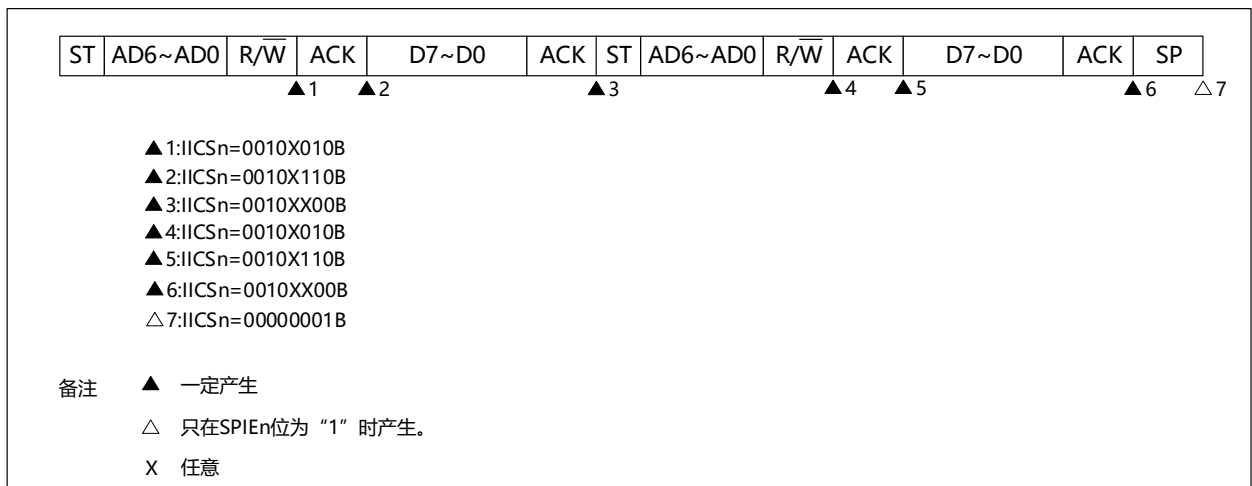 ST AD6~AD0 R/W̅ ACK D7~D0 ACK ST AD6~AD0 R/W̅ ACK D7~D0 ACK SP
▲1 ▲2 ▲3 ▲4 ▲5 ▲6 △7
▲1:IICSn=0010X010B
▲2:IICSn=0010X110B
▲3:IICSn=0010XX00B
▲4:IICSn=0010X010B
▲5:IICSn=0010X110B
▲6:IICSn=0010XX00B
△7:IICSn=00000001B
备注 ▲ 一定产生
△ 只在SPIEn位为“1”时产生。
X 任意